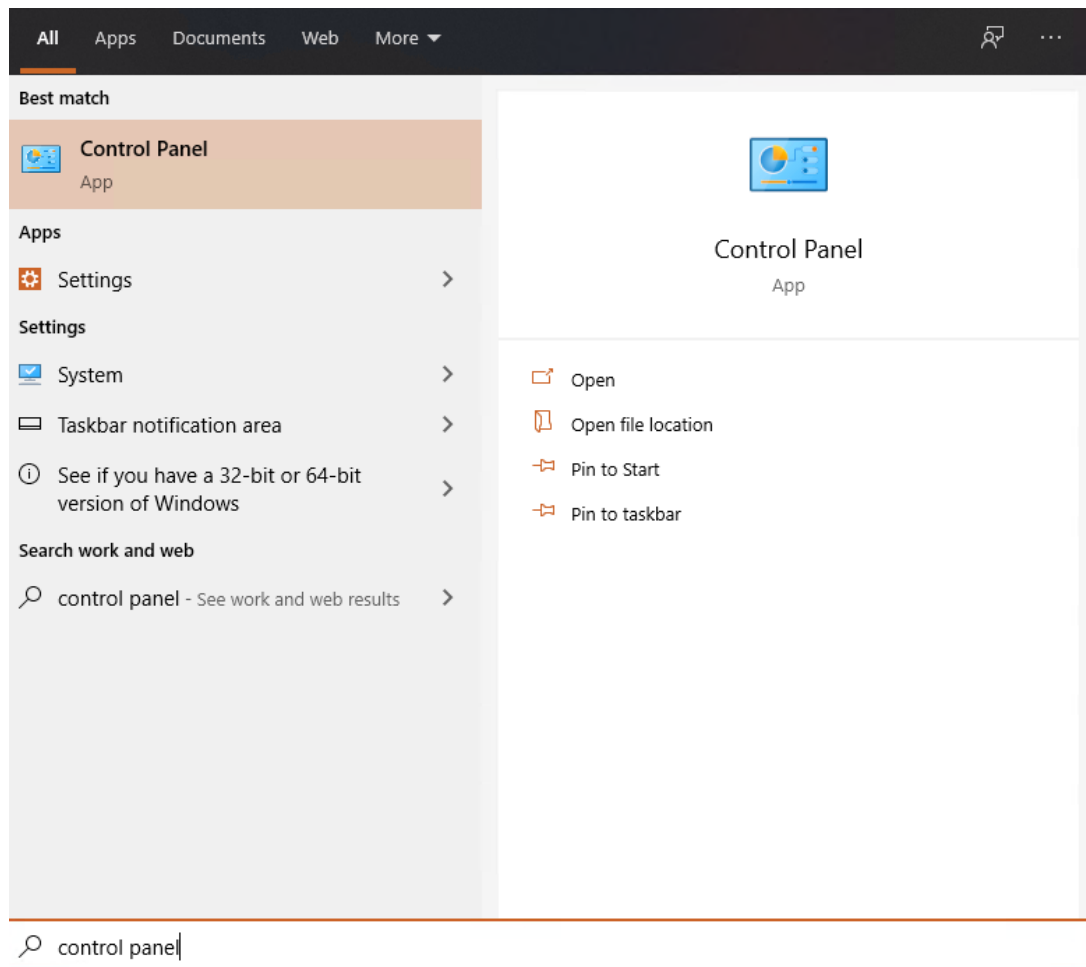 All Apps Documents Web More
Best match
Control Panel
App
Apps
Settings
Settings
System
Taskbar notification area
See if you have a 32-bit or 64-bit
version of Windows
Search work and web
control panel - See work and web results
Control Panel
App
Open
Open file location
Pin to Start
Pin to taskbar
control panel